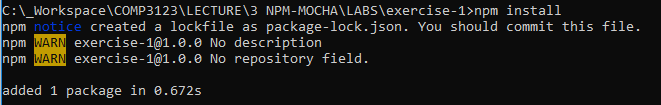 C:\_Workspace\COMP3123\LECTURE\3 NPM-MOCHA\LABS\exercise-1>npm install
npm notice created a lockfile as package-lock.json. You should commit this file.
npm WARN exercise-1@1.0.0 No description
npm WARN exercise-1@1.0.0 No repository field.
added 1 package in 0.672s